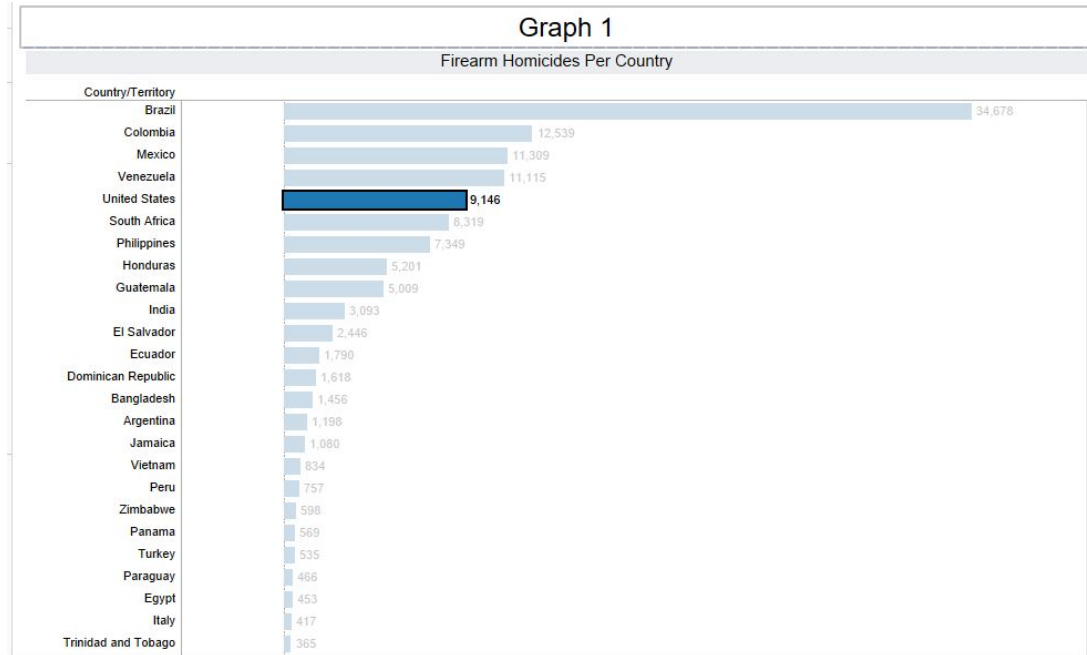 Graph 1
Firearm Homicides Per Country
Country/Territory
Brazil 34,678
Colombia 12,539
Mexico 11,309
Venezuela 11,115
United States 9,146
South Africa 8,319
Philippines 7,349
Honduras 5,201
Guatemala 5,009
India 3,093
El Salvador 2,446
Ecuador 1,790
Dominican Republic 1,618
Bangladesh 1,456
Argentina 1,198
Jamaica 1,080
Vietnam 834
Peru 757
Zimbabwe 598
Panama 569
Turkey 535
Paraguay 466
Egypt 453
Italy 417
Trinidad and Tobago 365